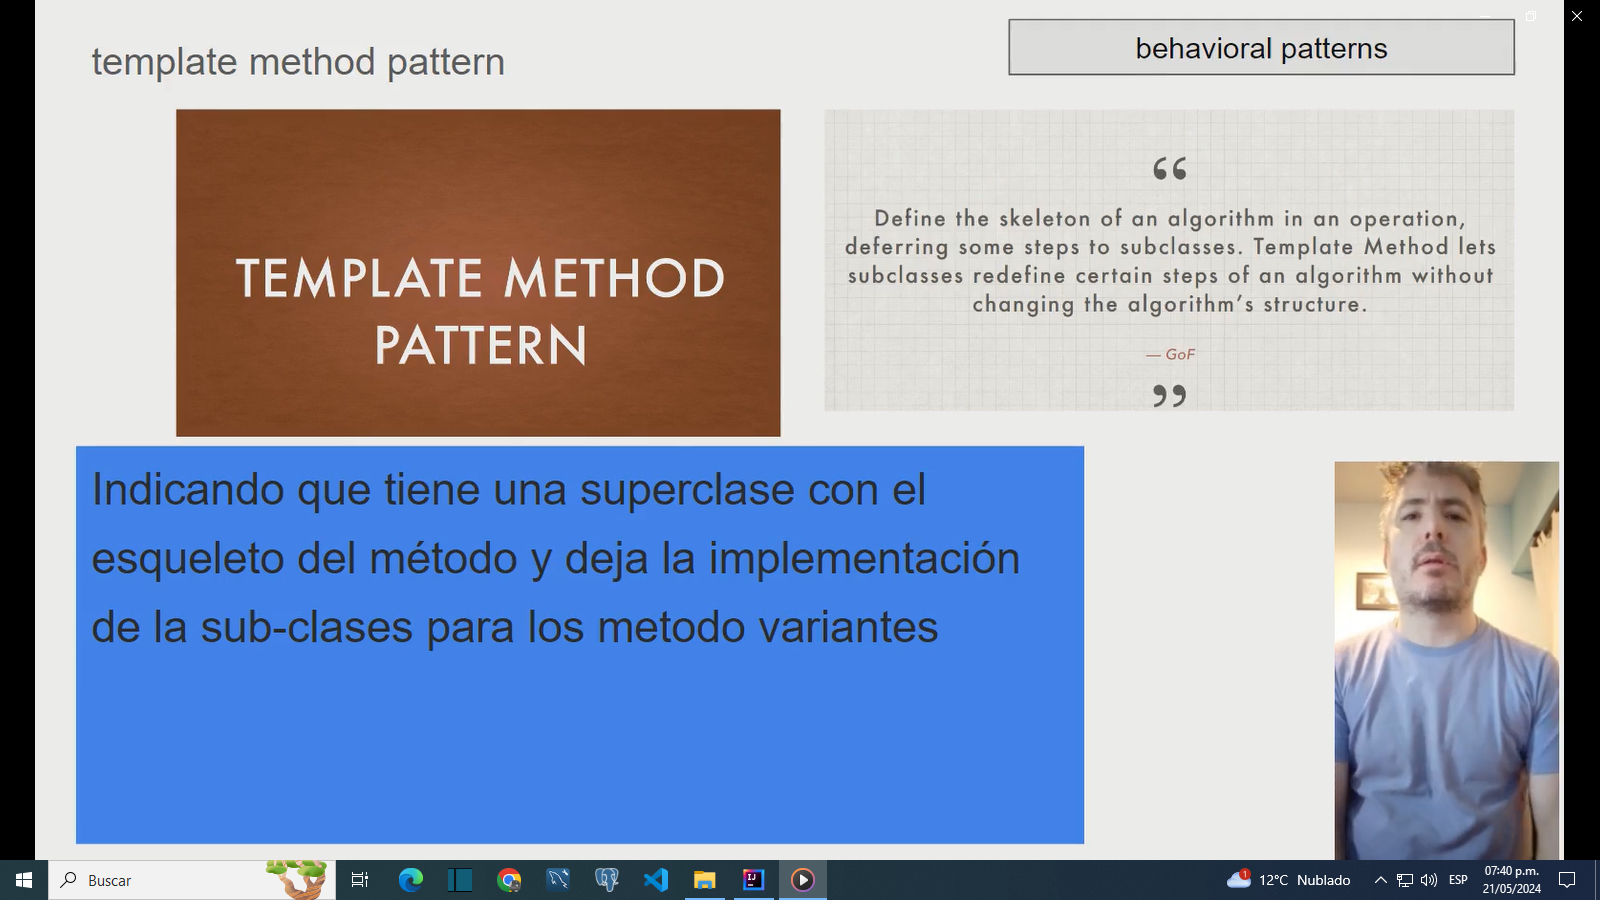 template method pattern
behavioral patterns
TEMPLATE METHOD
PATTERN
“
Define the skeleton of an algorithm in an operation,
deferring some steps to subclasses. Template Method lets
subclasses redefine certain steps of an algorithm without
changing the algorithm’s structure.
— GoF
”
Indicando que tiene una superclase con el
esqueleto del método y deja la implementación
de la sub-clases para los metodo variantes
Buscar
1
12°C Nublado
ESP
07:40 p.m.
21/05/2024